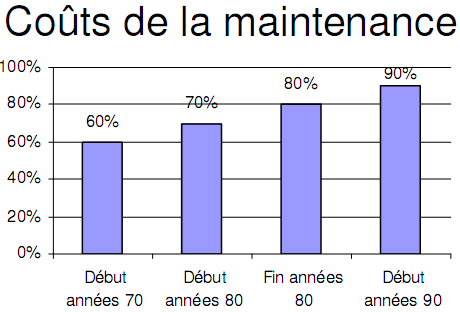 Coûts de la maintenance
100%
80%
60%
40%
20%
0%
60%
70%
80%
90%
Début
années 70
Début
années 80
Fin années
80
Début
années 90